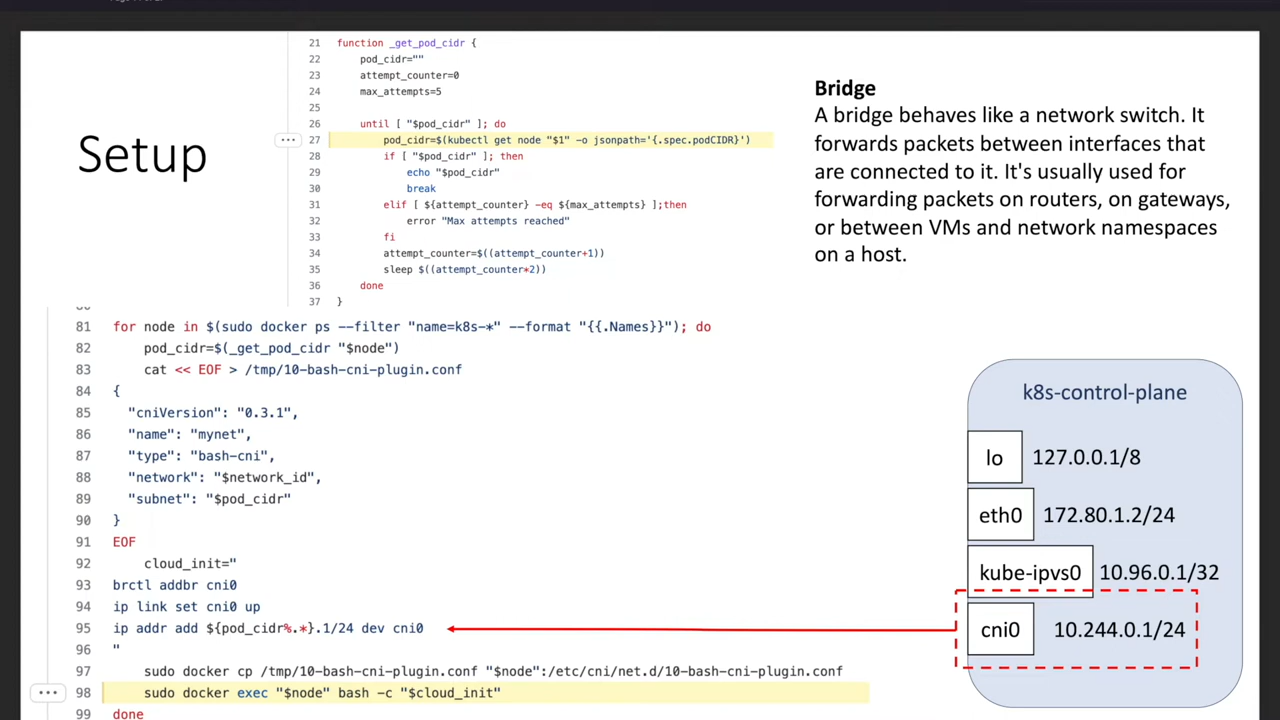 Setup
21 function _get_pod_cidr {
22 pod_cidr=""
23 attempt_counter=0
24 max_attempts=5
25
26 until [ "$pod_cidr" ]; do
27 pod_cidr=$(kubectl get node "$1" -o jsonpath='{.spec.podCIDR}')
28 if [ "$pod_cidr" ]; then
29 echo "$pod_cidr"
30 break
31 elif [ ${attempt_counter} -eq ${max_attempts} ];then
32 error "Max attempts reached"
33 fi
34 attempt_counter=$((attempt_counter+1))
35 sleep $((attempt_counter*2))
36 done
37 }
Bridge
A bridge behaves like a network switch. It
forwards packets between interfaces that
are connected to it. It's usually used for
forwarding packets on routers, on gateways,
or between VMs and network namespaces
on a host.
81 for node in $(sudo docker ps --filter "name=k8s-*" --format "{{.Names}}"); do
82 pod_cidr=$(_get_pod_cidr "$node")
83 cat << EOF > /tmp/10-bash-cni-plugin.conf
84 {
85 "cniVersion": "0.3.1",
86 "name": "mynet",
87 "type": "bash-cni",
88 "network": "$network_id",
89 "subnet": "$pod_cidr"
90 }
91 EOF
92 cloud_init="
93 brctl addbr cni0
94 ip link set cni0 up
95 ip addr add ${pod_cidr%.*}.1/24 dev cni0
96 "
97 sudo docker cp /tmp/10-bash-cni-plugin.conf "$node":/etc/cni/net.d/10-bash-cni-plugin.conf
98 sudo docker exec "$node" bash -c "$cloud_init"
99 done
k8s-control-plane
lo 127.0.0.1/8
eth0 172.80.1.2/24
kube-ipvs0 10.96.0.1/32
cni0 10.244.0.1/24